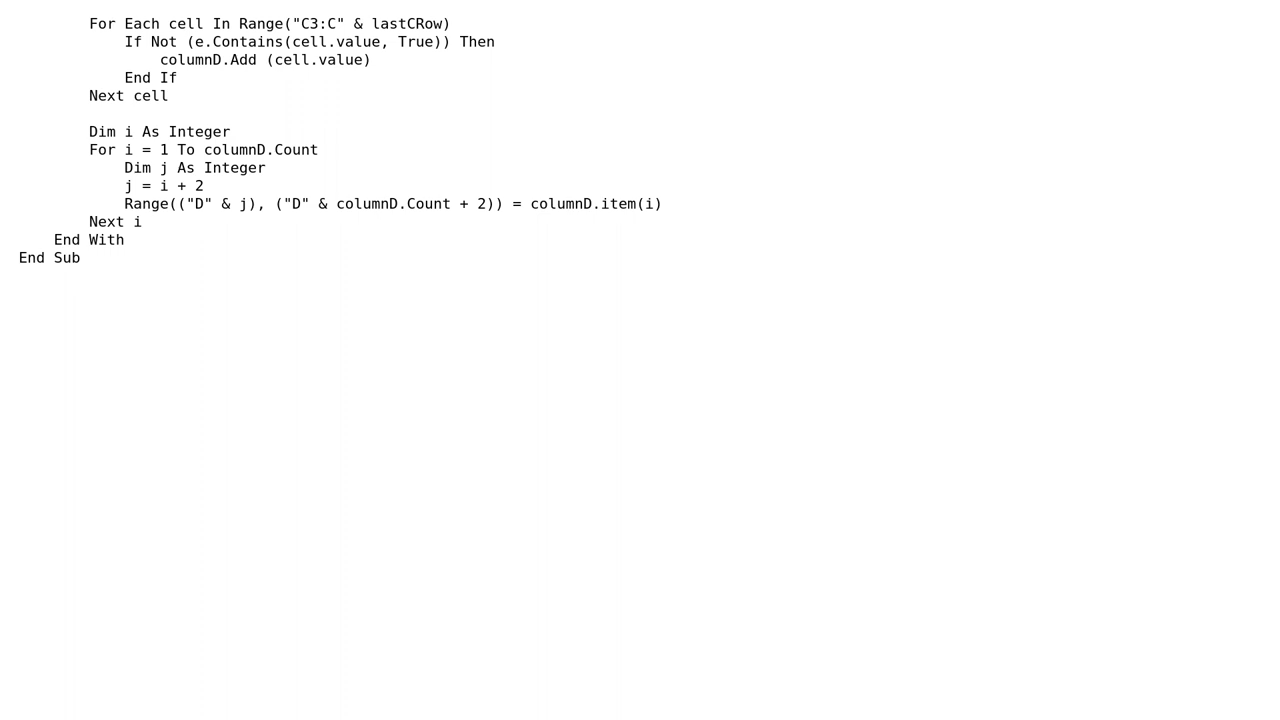 For Each cell In Range("C3:C" & lastCRow)
            If Not (e.Contains(cell.value, True)) Then
                columnD.Add (cell.value)
            End If
        Next cell

        Dim i As Integer
        For i = 1 To columnD.Count
            Dim j As Integer
            j = i + 2
            Range(("D" & j), ("D" & columnD.Count + 2)) = columnD.item(i)
        Next i
    End With
End Sub